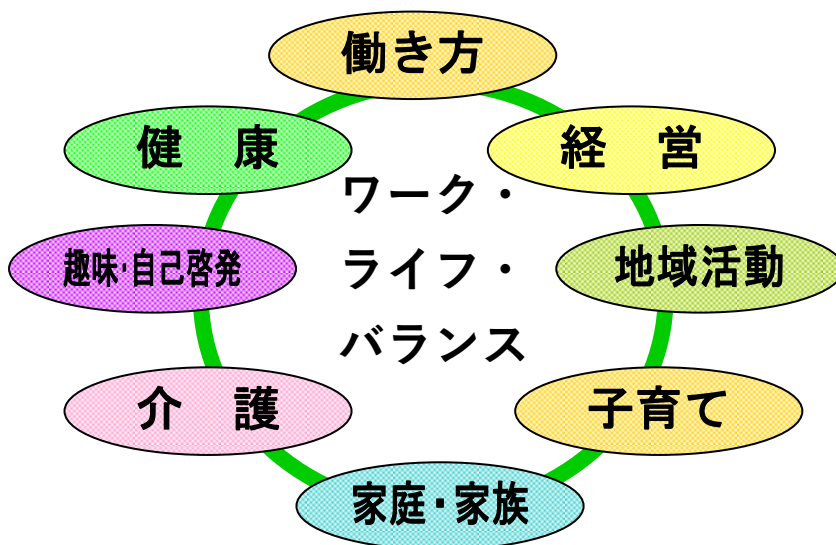 働き方
健　康
経　営
ワーク・
ライフ・
バランス
趣味・自己啓発
地域活動
介　護
子育て
家庭・家族